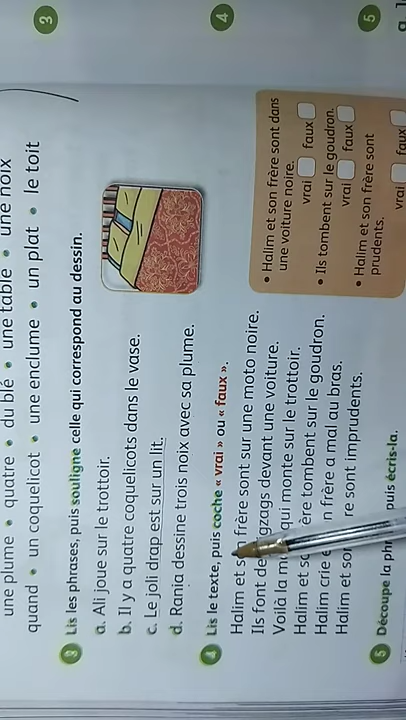 une plume • quatre • du blé • une table • une noix
quand • un coquelicot • une enclume • un plat • le toit
3 Lis les phrases, puis souligne celle qui correspond au dessin.
a. Ali joue sur le trottoir.
b. Il y a quatre coquelicots dans le vase.
c. Le joli drap est sur un lit.
d. Rania dessine trois noix avec sa plume.
4 Lis le texte, puis coche « vrai » ou « faux ».
Halim et son frère sont sur une moto noire.
Ils font de gzags devant une voiture.
Voilà la qui monte sur le trottoir.
Halim et ère tombent sur le goudron.
Halim crie n frère a mal au bras.
Halim et re sont imprudents.
• Halim et son frère sont dans
une voiture noire.
vrai faux
• Ils tombent sur le goudron.
vrai faux
• Halim et son frère sont
prudents.
vrai faux
5 Découpe la puis écris-la.
3
4
5